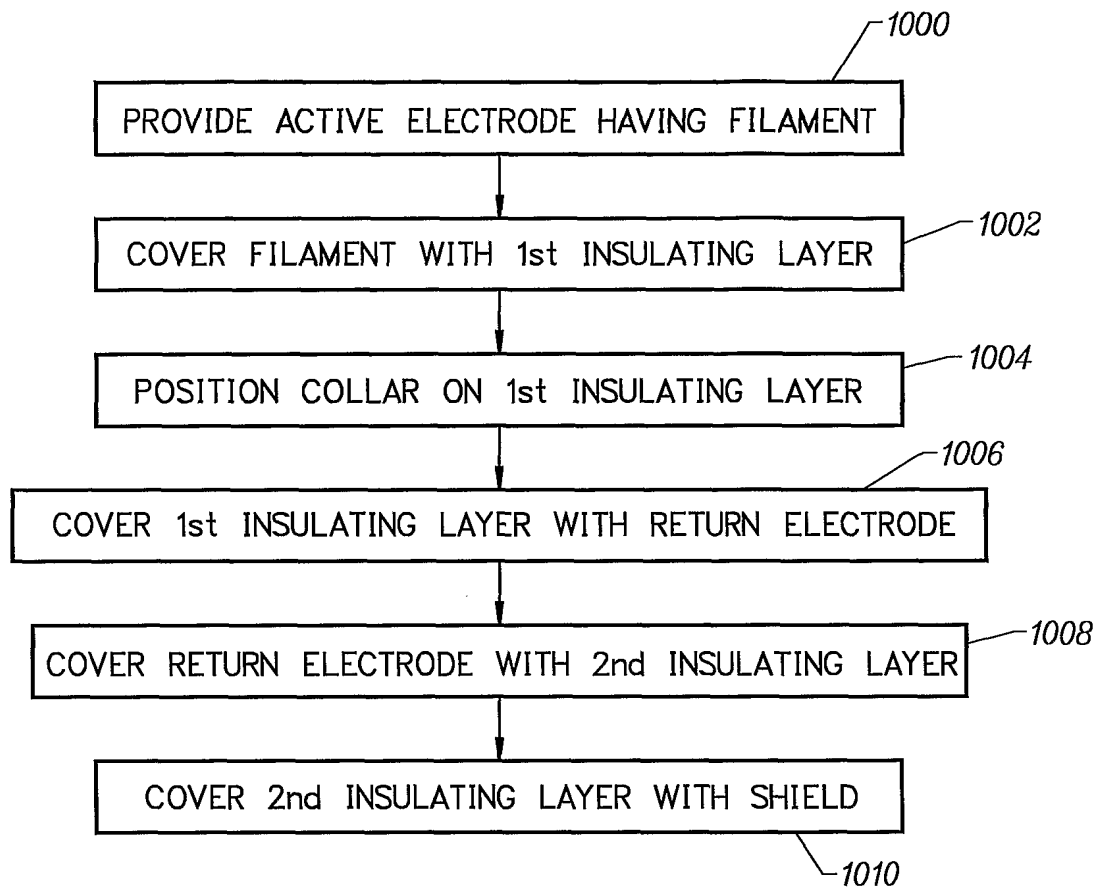 1000
PROVIDE ACTIVE ELECTRODE HAVING FILAMENT
1002
COVER FILAMENT WITH 1st INSULATING LAYER
1004
POSITION COLLAR ON 1st INSULATING LAYER
1006
COVER 1st INSULATING LAYER WITH RETURN ELECTRODE
1008
COVER RETURN ELECTRODE WITH 2nd INSULATING LAYER
COVER 2nd INSULATING LAYER WITH SHIELD
1010